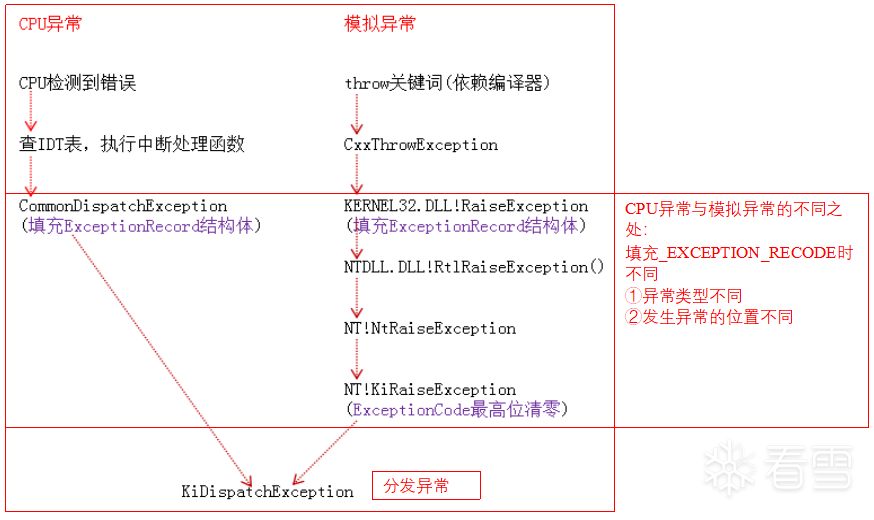 CPU异常
模拟异常
CPU检测到错误
throw关键词(依赖编译器)
查IDT表，执行中断处理函数
CxxThrowException
CommonDispatchException
(填充ExceptionRecord结构体)
KERNEL32.DLL!RaiseException
(填充ExceptionRecord结构体)
NTDLL.DLL!RtlRaiseException()
NT!NtRaiseException
NT!KiRaiseException
(ExceptionCode最高位清零)
CPU异常与模拟异常的不同之
处:
填充_EXCEPTION_RECODE时
不同
①异常类型不同
②发生异常的位置不同
KiDispatchException
分发异常
看雪